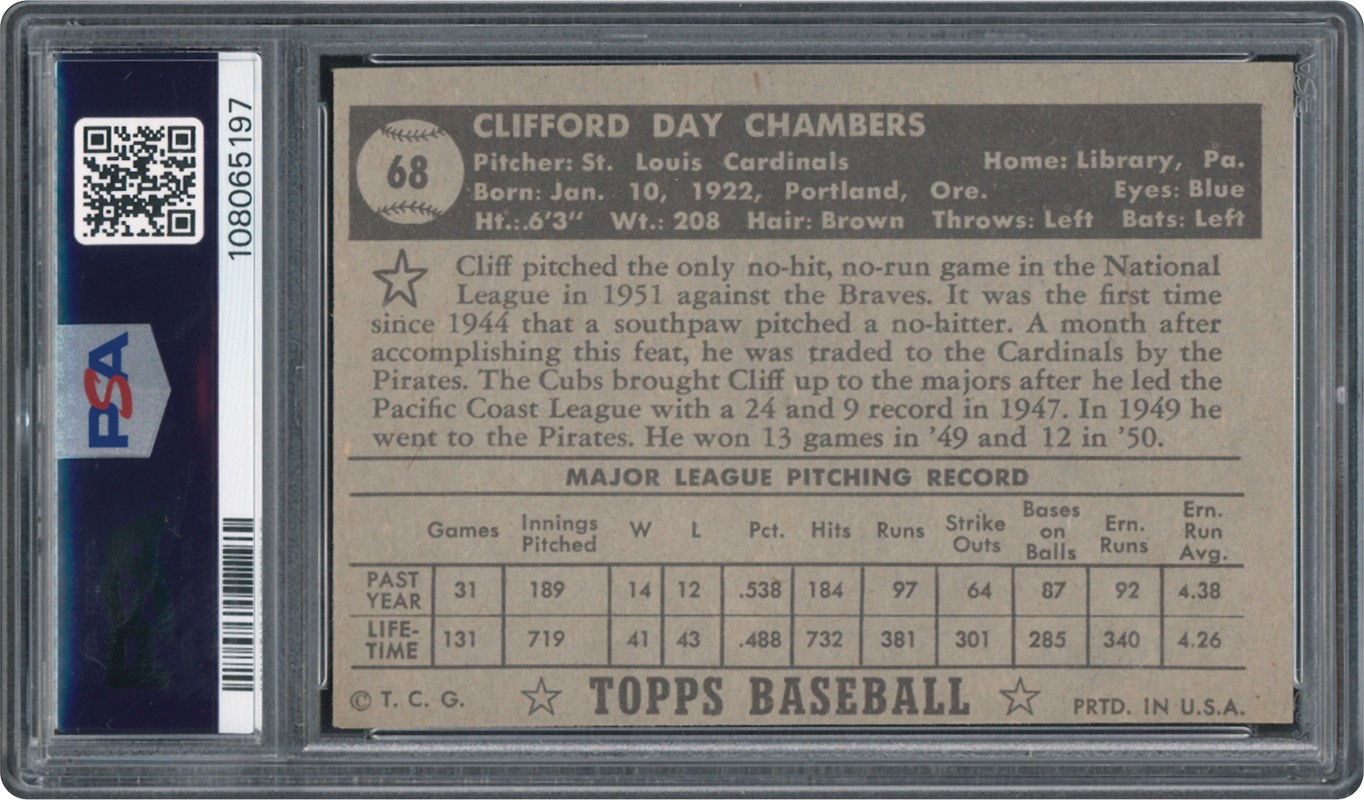 PSA
108065197
PSA
68
CLIFFORD DAY CHAMBERS
Pitcher: St. Louis Cardinals Home: Library, Pa.
Born: Jan. 10, 1922, Portland, Ore. Eyes: Blue
Ht.:.6'3" Wt.: 208 Hair: Brown Throws: Left Bats: Left
Cliff pitched the only no-hit, no-run game in the National
League in 1951 against the Braves. It was the first time
since 1944 that a southpaw pitched a no-hitter. A month after
accomplishing this feat, he was traded to the Cardinals by the
Pirates. The Cubs brought Cliff up to the majors after he led the
Pacific Coast League with a 24 and 9 record in 1947. In 1949 he
went to the Pirates. He won 13 games in '49 and 12 in '50.
MAJOR LEAGUE PITCHING RECORD
Games Innings Pitched W L Pct. Hits Runs Strike Outs Bases on Balls Ern. Runs Ern. Run Avg.
PAST YEAR 31 189 14 12 .538 184 97 64 87 92 4.38
LIFE-TIME 131 719 41 43 .488 732 381 301 285 340 4.26
© T. C. G. TOPPS BASEBALL PRTD. IN U.S.A.